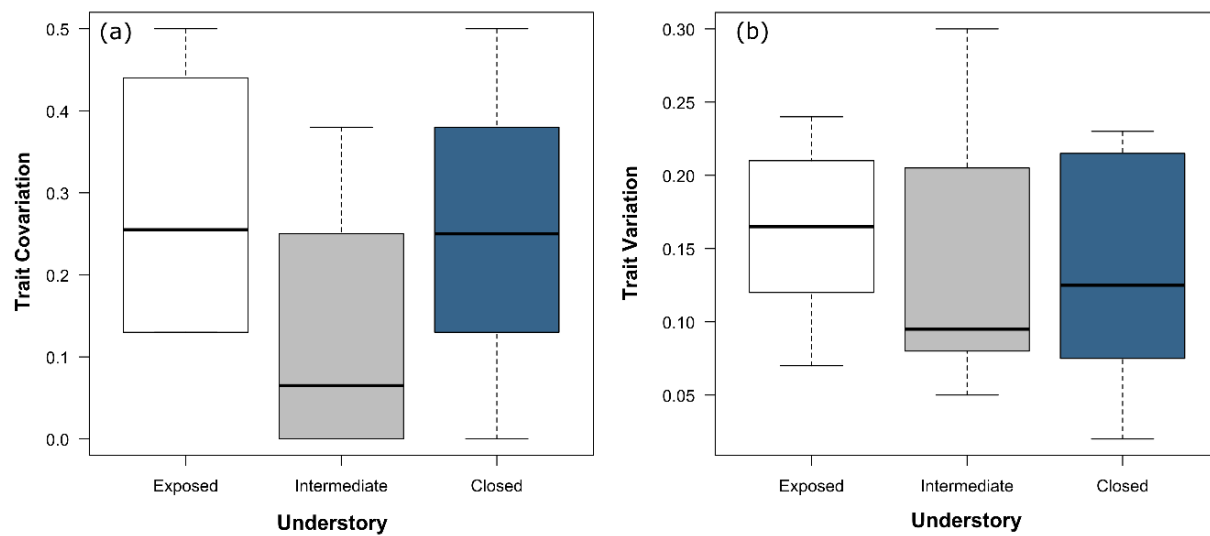 (a)
Trait Covariation
0.5
0.4
0.3
0.2
0.1
0.0
Exposed Intermediate Closed
Understory
(b)
Trait Variation
0.30
0.25
0.20
0.15
0.10
0.05
Exposed Intermediate Closed
Understory